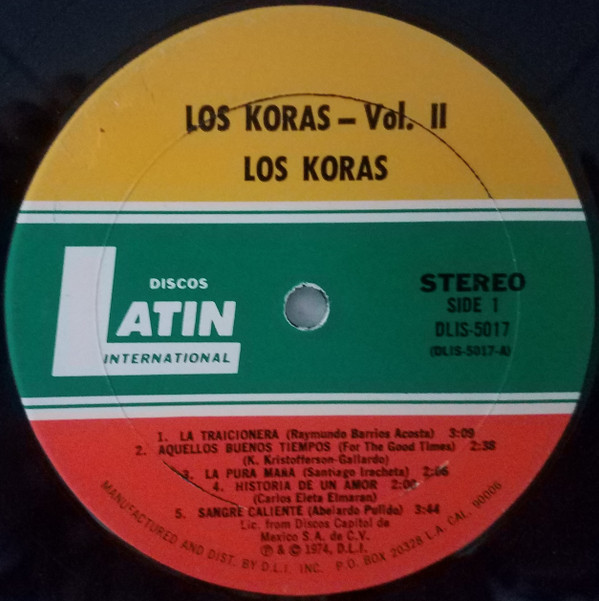 LOS KORAS – Vol. II
LOS KORAS
DISCOS
LATIN
INTERNATIONAL
STEREO
SIDE 1
DLIS-5017
(DLIS-5017-A)
1. LA TRAICIONERA (Raymundo Barrios Acosta) 3:09
2. AQUELLOS BUENOS TIEMPOS (For The Good Times) 2:38
(K. Kristofferson-Gallardo)
3. LA PURA MAÑA (Santiago Iracheta)
4. HISTORIA DE UN AMOR
(Carlos Eleta Elmaran)
5. SANGRE CALIENTE (Abelardo Pulido) 3:44
Lic. from Discos Capitol de
Mexico S.A. de C.V.
℗ & © 1974, D.L.I.
MANUFACTURED AND DIST. BY D.L.I. INC. P.O. BOX 20328 L.A. CAL. 90006